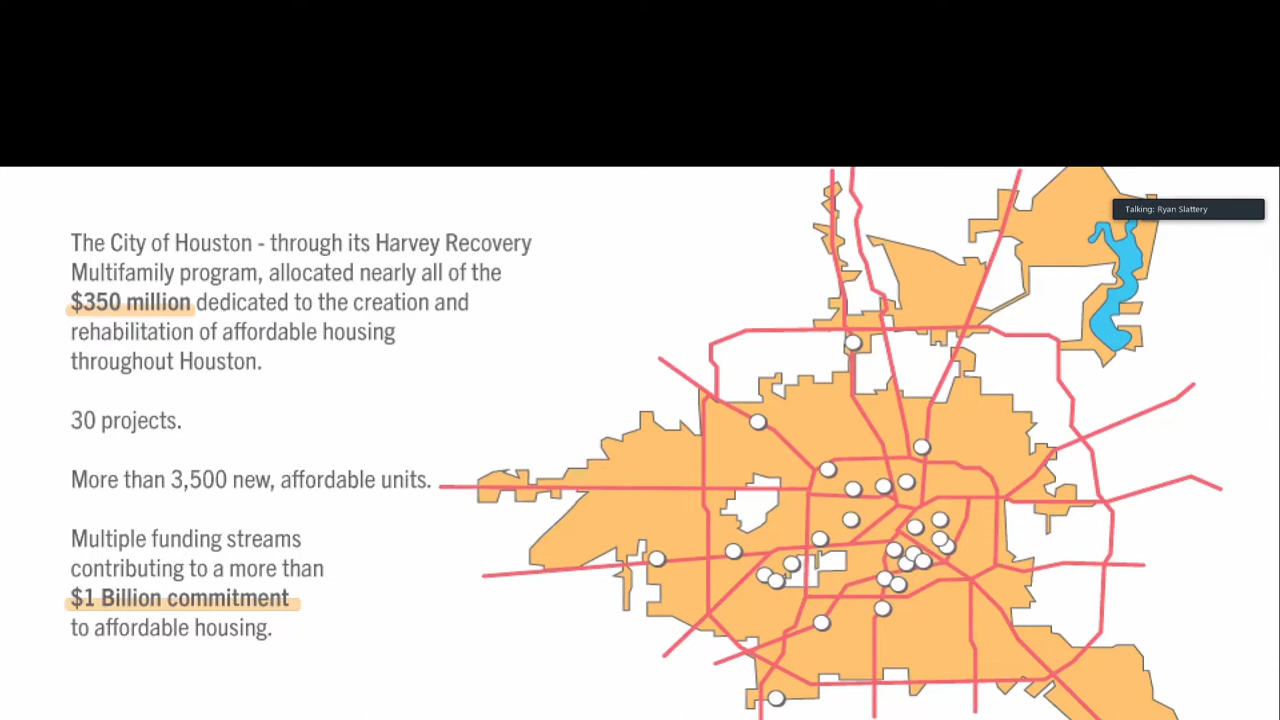 Talking: Ryan Slattery
The City of Houston - through its Harvey Recovery
Multifamily program, allocated nearly all of the
$350 million dedicated to the creation and
rehabilitation of affordable housing
throughout Houston.
30 projects.
More than 3,500 new, affordable units.
Multiple funding streams
contributing to a more than
$1 Billion commitment
to affordable housing.